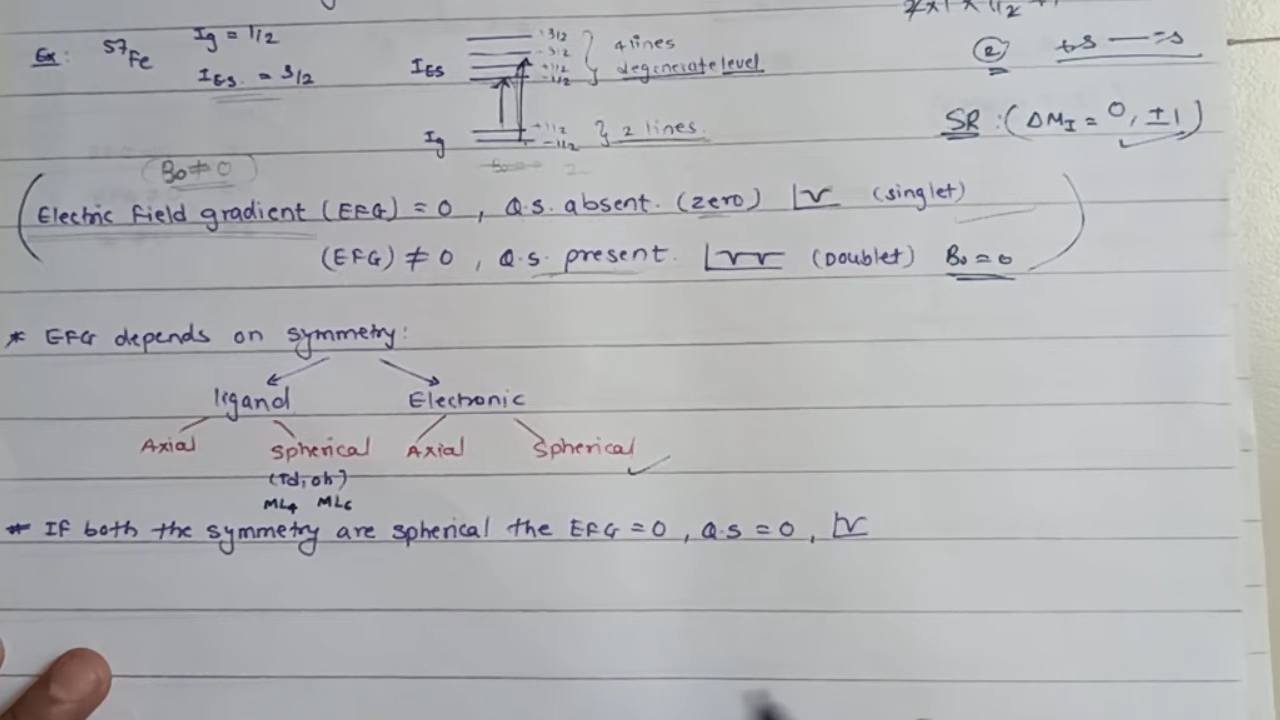 Ex: 57Fe Ig = 1/2
IES = 3/2
IES +3/2 -3/2 +1/2 -1/2 4 lines
degenerate level
Ig +1/2 -1/2 2 lines.
SR : (ΔMI = 0, ±1)
(B0 ≠ 0)
Electric field gradient (EFG) = 0, Q.S. absent. (zero) (singlet)
(EFG) ≠ 0, Q.S. present. (Doublet) B0 = 0
* EFG depends on symmetry:
ligand Electronic
Axial Spherical Axial Spherical
(Td, Oh)
ML4 ML6
* If both the symmetry are spherical the EFG = 0, Q.S = 0,